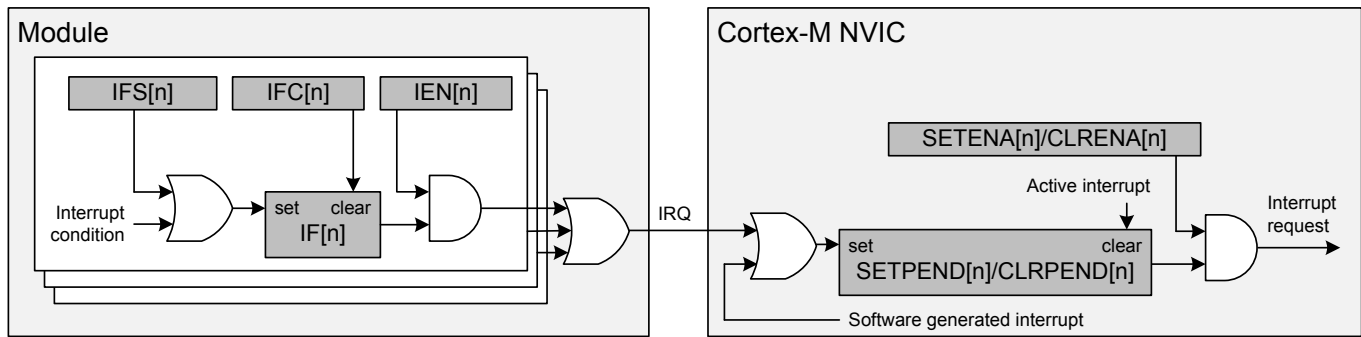 Module
IFS[n]
IFC[n]
IEN[n]
Interrupt
condition
set clear
IF[n]
IRQ
Cortex-M NVIC
SETENA[n]/CLRENA[n]
Active interrupt
set clear
SETPEND[n]/CLRPEND[n]
Interrupt
request
Software generated interrupt